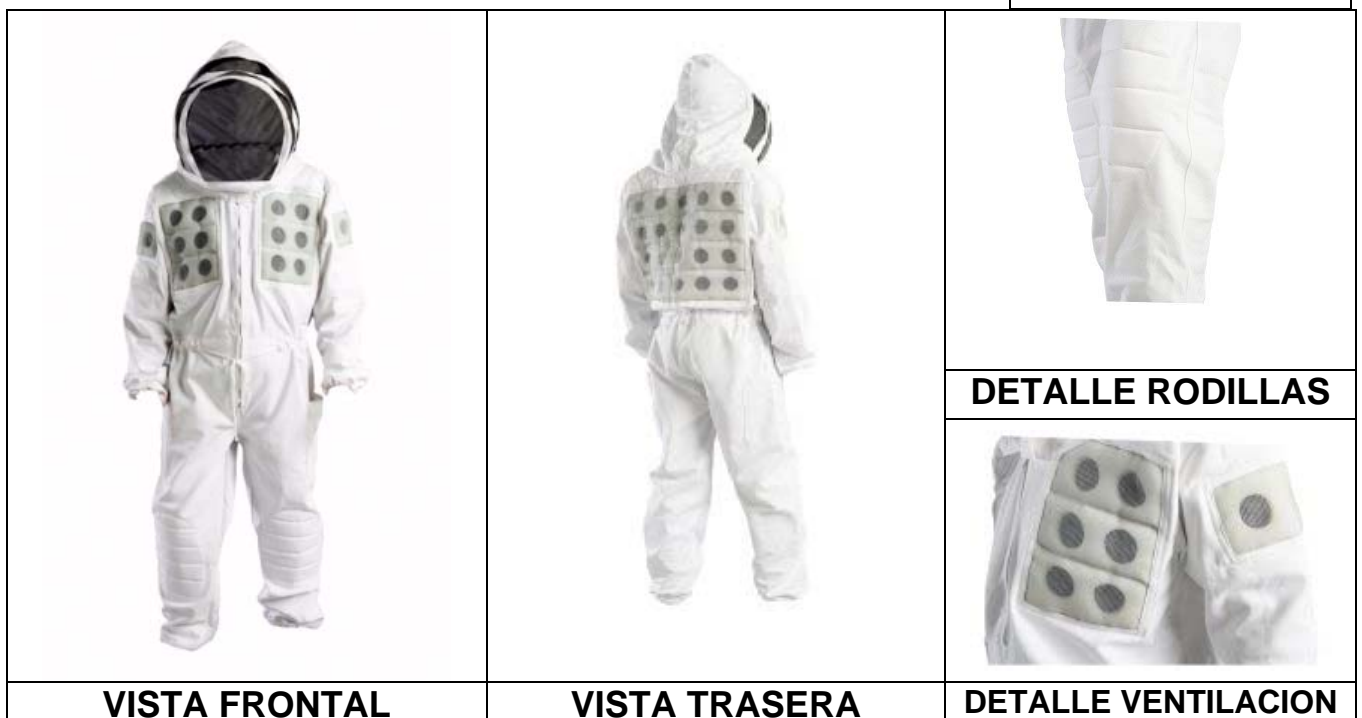 DETALLE RODILLAS
VISTA FRONTAL
VISTA TRASERA
DETALLE VENTILACION